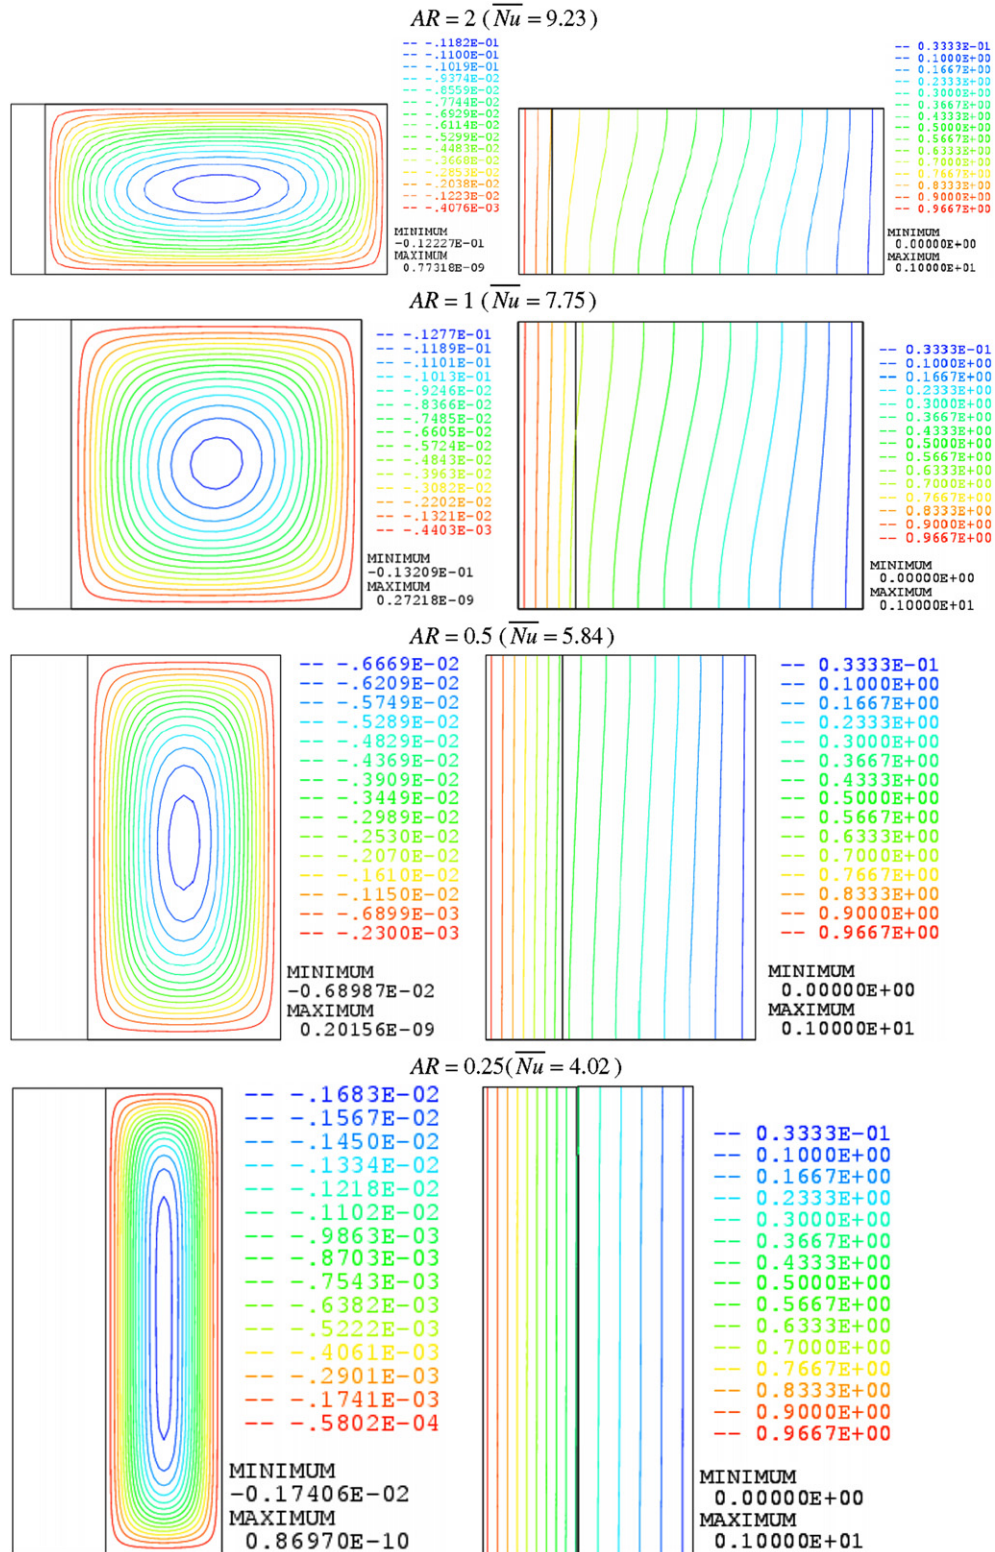 AR = 2 (Nu = 9.23)
-- -.1182E-01
-- -.1100E-01
-- -.1019E-01
-- -.9374E-02
-- -.8559E-02
-- -.7744E-02
-- -.6929E-02
-- -.6114E-02
-- -.5299E-02
-- -.4483E-02
-- -.3660E-02
-- -.2853E-02
-- -.2038E-02
-- -.1223E-02
-- -.4076E-03
MINIMUM
-0.12227E-01
MAXIMUM
0.77318E-09
-- 0.3333E-01
-- 0.1000E+00
-- 0.1667E+00
-- 0.2333E+00
-- 0.3000E+00
-- 0.3667E+00
-- 0.4333E+00
-- 0.5000E+00
-- 0.5667E+00
-- 0.6333E+00
-- 0.7000E+00
-- 0.7667E+00
-- 0.8333E+00
-- 0.9000E+00
-- 0.9667E+00
MINIMUM
0.00000E+00
MAXIMUM
0.10000E+01
AR = 1 (Nu = 7.75)
-- -.1277E-01
-- -.1189E-01
-- -.1101E-01
-- -.1013E-01
-- -.9246E-02
-- -.8366E-02
-- -.7485E-02
-- -.6605E-02
-- -.5724E-02
-- -.4843E-02
-- -.3963E-02
-- -.3082E-02
-- -.2202E-02
-- -.1321E-02
-- -.4403E-03
MINIMUM
-0.13209E-01
MAXIMUM
0.27218E-09
-- 0.3333E-01
-- 0.1000E+00
-- 0.1667E+00
-- 0.2333E+00
-- 0.3000E+00
-- 0.3667E+00
-- 0.4333E+00
-- 0.5000E+00
-- 0.5667E+00
-- 0.6333E+00
-- 0.7000E+00
-- 0.7667E+00
-- 0.8333E+00
-- 0.9000E+00
-- 0.9667E+00
MINIMUM
0.00000E+00
MAXIMUM
0.10000E+01
AR = 0.5 (Nu = 5.84)
-- -.6669E-02
-- -.6209E-02
-- -.5749E-02
-- -.5289E-02
-- -.4829E-02
-- -.4369E-02
-- -.3909E-02
-- -.3449E-02
-- -.2989E-02
-- -.2530E-02
-- -.2070E-02
-- -.1610E-02
-- -.1150E-02
-- -.6899E-03
-- -.2300E-03
MINIMUM
-0.68987E-02
MAXIMUM
0.20156E-09
-- 0.3333E-01
-- 0.1000E+00
-- 0.1667E+00
-- 0.2333E+00
-- 0.3000E+00
-- 0.3667E+00
-- 0.4333E+00
-- 0.5000E+00
-- 0.5667E+00
-- 0.6333E+00
-- 0.7000E+00
-- 0.7667E+00
-- 0.8333E+00
-- 0.9000E+00
-- 0.9667E+00
MINIMUM
0.00000E+00
MAXIMUM
0.10000E+01
AR = 0.25(Nu = 4.02)
-- -.1683E-02
-- -.1567E-02
-- -.1450E-02
-- -.1334E-02
-- -.1218E-02
-- -.1102E-02
-- -.9863E-03
-- -.8703E-03
-- -.7543E-03
-- -.6382E-03
-- -.5222E-03
-- -.4061E-03
-- -.2901E-03
-- -.1741E-03
-- -.5802E-04
MINIMUM
-0.17406E-02
MAXIMUM
0.86970E-10
-- 0.3333E-01
-- 0.1000E+00
-- 0.1667E+00
-- 0.2333E+00
-- 0.3000E+00
-- 0.3667E+00
-- 0.4333E+00
-- 0.5000E+00
-- 0.5667E+00
-- 0.6333E+00
-- 0.7000E+00
-- 0.7667E+00
-- 0.8333E+00
-- 0.9000E+00
-- 0.9667E+00
MINIMUM
0.00000E+00
MAXIMUM
0.10000E+01